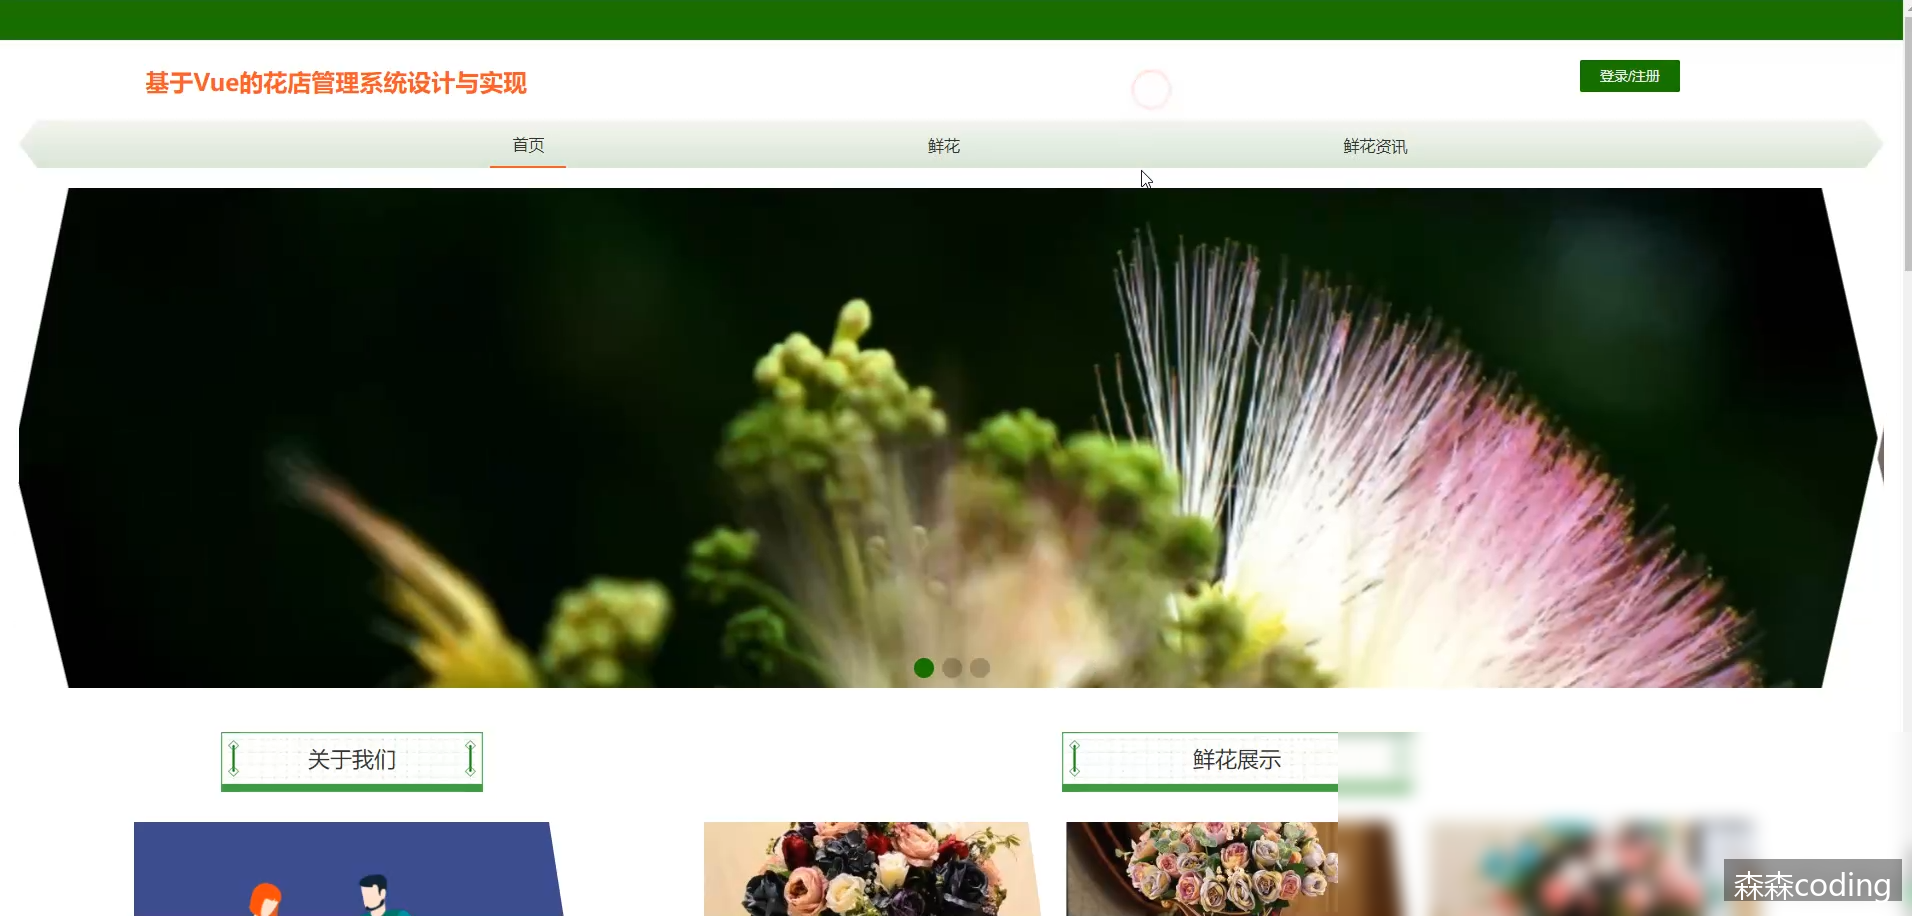 基于Vue的花店管理系统设计与实现
登录/注册
首页
鲜花
鲜花资讯
关于我们
鲜花展示
森森coding